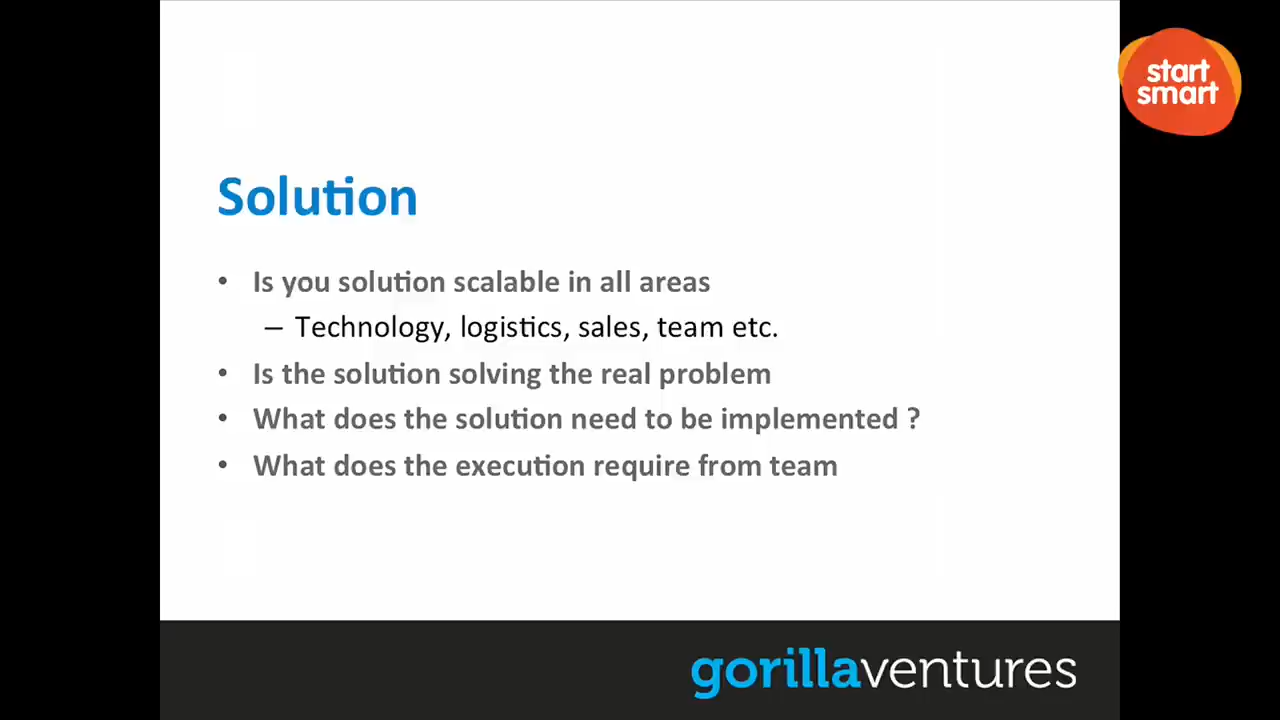 start
smart
Solution
• Is you solution scalable in all areas
– Technology, logistics, sales, team etc.
• Is the solution solving the real problem
• What does the solution need to be implemented ?
• What does the execution require from team
gorillaventures